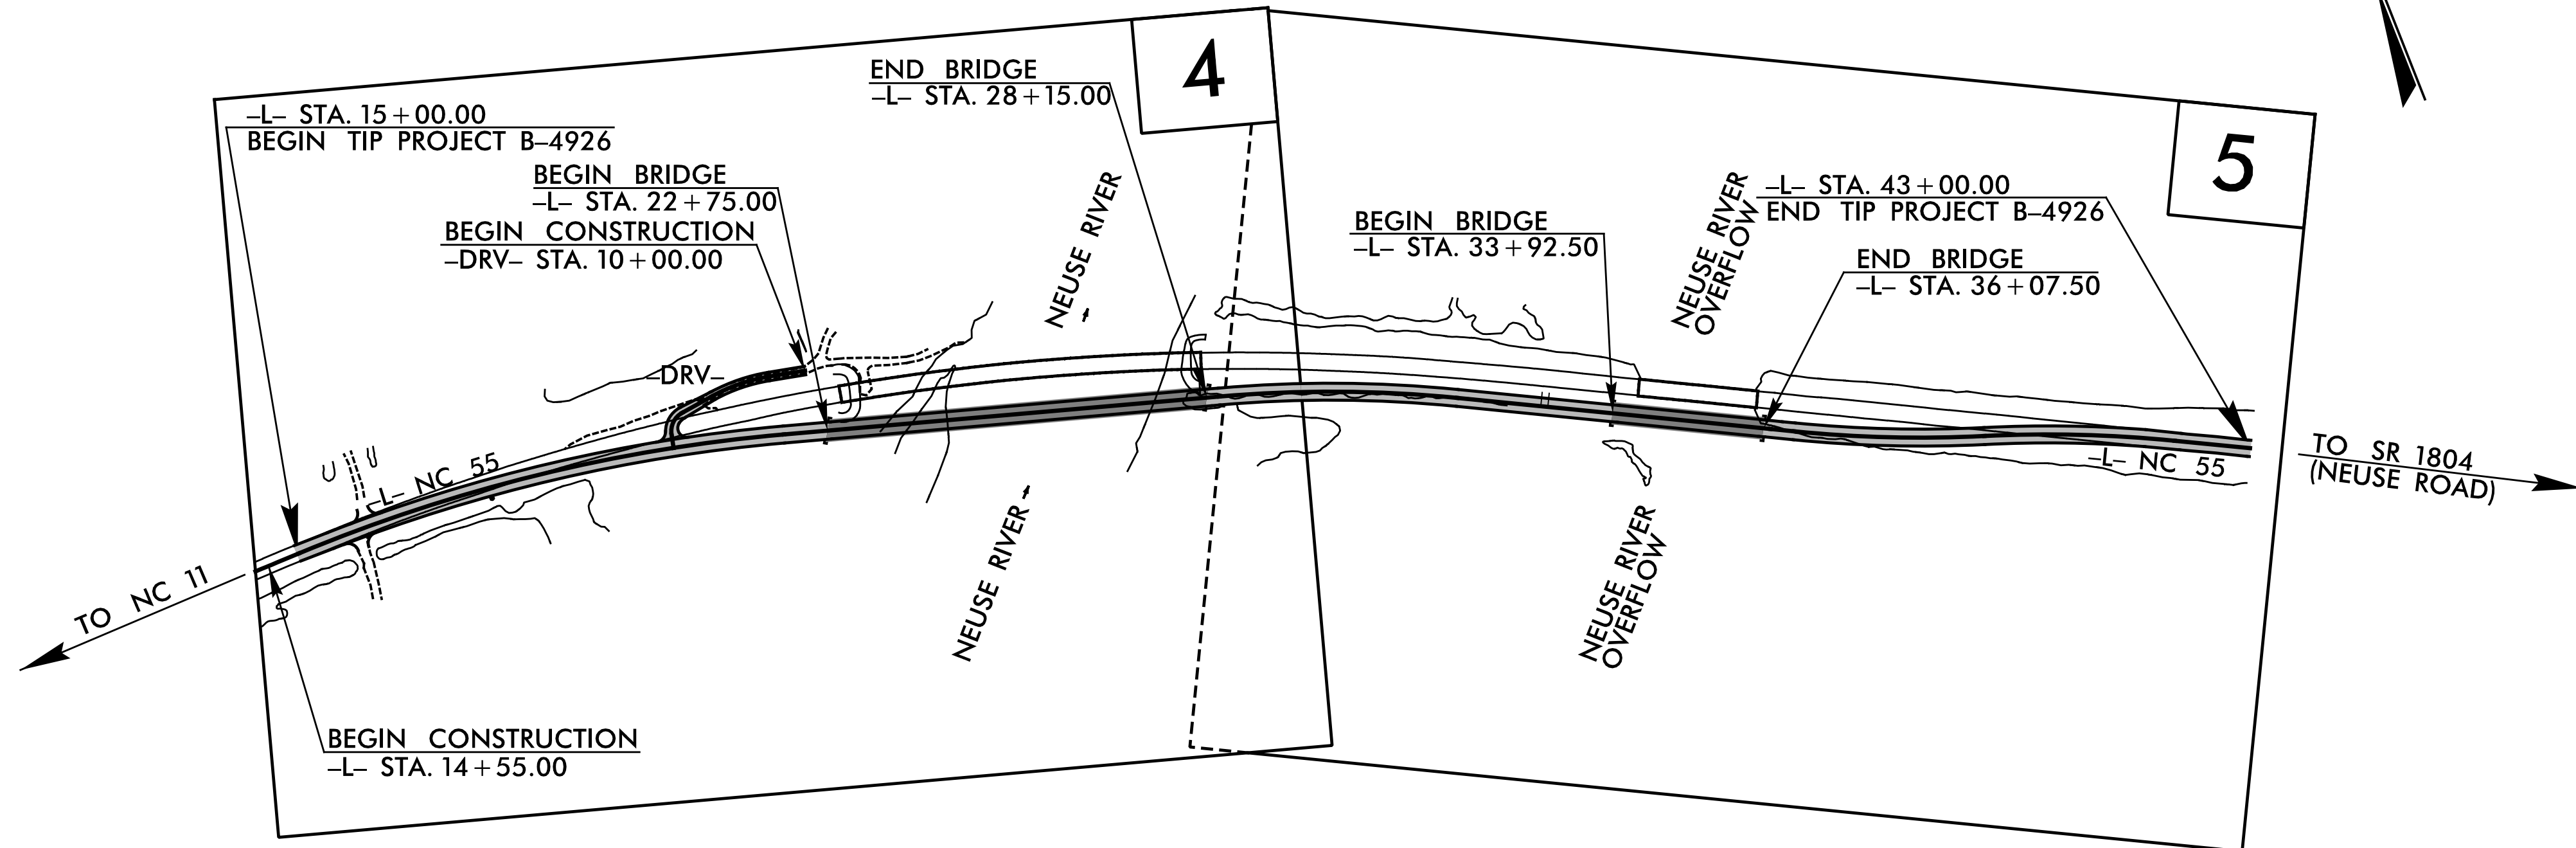 4
5
END BRIDGE
–L– STA. 28+15.00
–L– STA. 15+00.00
BEGIN TIP PROJECT B–4926
BEGIN BRIDGE
–L– STA. 22+75.00
BEGIN CONSTRUCTION
–DRV– STA. 10+00.00
NEUSE RIVER
BEGIN BRIDGE
–L– STA. 33+92.50
NEUSE RIVER
OVERFLOW
–L– STA. 43+00.00
END TIP PROJECT B–4926
END BRIDGE
–L– STA. 36+07.50
–DRV–
–L– NC 55
–L– NC 55
TO SR 1804
(NEUSE ROAD)
TO NC 11
NEUSE RIVER
NEUSE RIVER
OVERFLOW
BEGIN CONSTRUCTION
–L– STA. 14+55.00